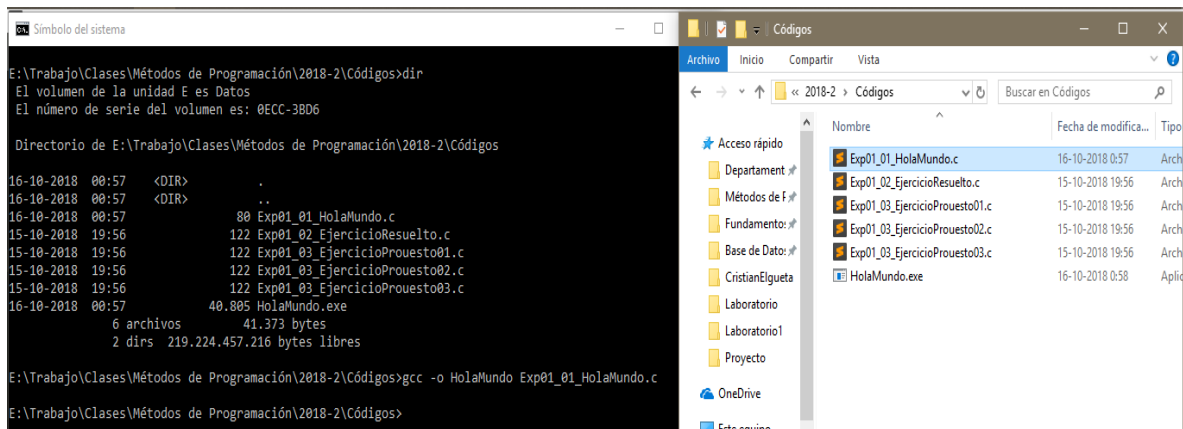 Símbolo del sistema
E:\Trabajo\Clases\Métodos de Programación\2018-2\Códigos>dir
El volumen de la unidad E es Datos
El número de serie del volumen es: 0ECC-3BD6
Directorio de E:\Trabajo\Clases\Métodos de Programación\2018-2\Códigos
16-10-2018 00:57 <DIR> .
16-10-2018 00:57 <DIR> ..
16-10-2018 00:57 80 Exp01_01_HolaMundo.c
15-10-2018 19:56 122 Exp01_02_EjercicioResuelto.c
15-10-2018 19:56 122 Exp01_03_EjercicioProuesto01.c
15-10-2018 19:56 122 Exp01_03_EjercicioProuesto02.c
15-10-2018 19:56 122 Exp01_03_EjercicioProuesto03.c
16-10-2018 00:57 40.805 HolaMundo.exe
6 archivos 41.373 bytes
2 dirs 219.224.457.216 bytes libres
E:\Trabajo\Clases\Métodos de Programación\2018-2\Códigos>gcc -o HolaMundo Exp01_01_HolaMundo.c
E:\Trabajo\Clases\Métodos de Programación\2018-2\Códigos>
Códigos
Archivo Inicio Compartir Vista
« 2018-2 > Códigos Buscar en Códigos
Nombre Fecha de modifica... Tipo
Acceso rápido
Departament
Métodos de P
Fundamentos
Base de Datos
CristianElgueta
Laboratorio
Laboratorio1
Proyecto
OneDrive
Este equipo
Exp01_01_HolaMundo.c 16-10-2018 0:57 Arch
Exp01_02_EjercicioResuelto.c 15-10-2018 19:56 Arch
Exp01_03_EjercicioProuesto01.c 15-10-2018 19:56 Arch
Exp01_03_EjercicioProuesto02.c 15-10-2018 19:56 Arch
Exp01_03_EjercicioProuesto03.c 15-10-2018 19:56 Arch
HolaMundo.exe 16-10-2018 0:58 Aplic